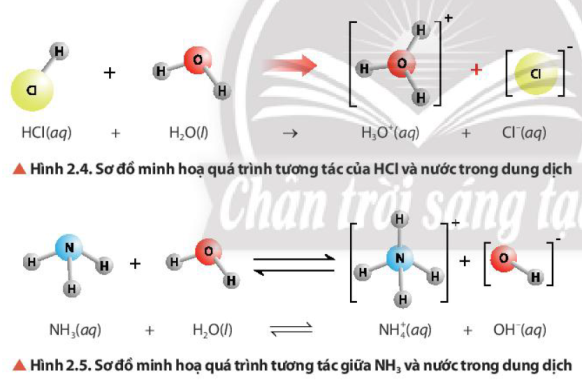 H
Cl
+
H O H
[H H O H]⁺
+
[Cl]⁻
HCl(aq) + H₂O(l) → H₃O⁺(aq) + Cl⁻(aq)
▲ Hình 2.4. Sơ đồ minh hoạ quá trình tương tác của HCl và nước trong dung dịch
Chân trời sáng tạ
N H H H
+
O H H
⇌
[H N H H H]⁺
+
[O H]⁻
NH₃(aq) + H₂O(l) ⇌ NH₄⁺(aq) + OH⁻(aq)
▲ Hình 2.5. Sơ đồ minh hoạ quá trình tương tác giữa NH₃ và nước trong dung dịch